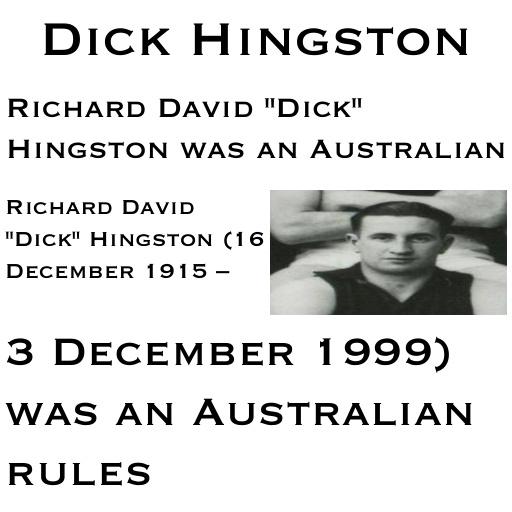 Dick Hingston
Richard David "Dick"
Hingston was an Australian
Richard David
"Dick" Hingston (16
December 1915 –
3 December 1999)
was an Australian
rules